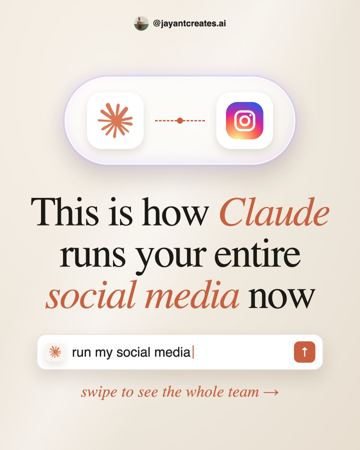 @jayantcreates.ai
This is how Claude
runs your entire
social media now
run my social media
swipe to see the whole team →